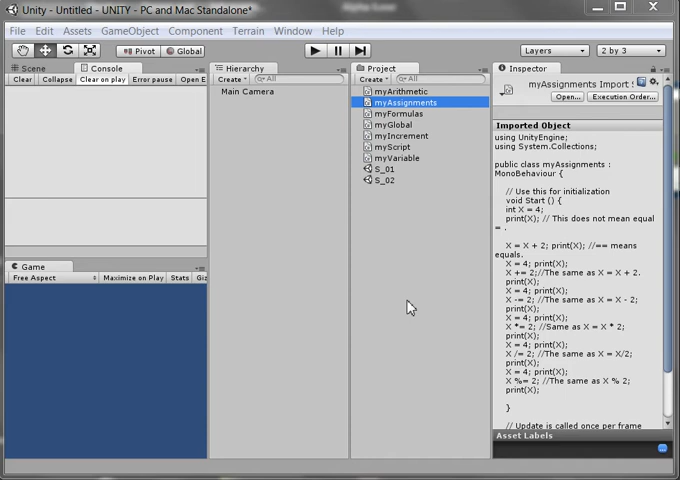 Unity - Untitled - UNITY - PC and Mac Standalone*
File Edit Assets GameObject Component Terrain Window Help
Pivot Global Layers 2 by 3
Scene Console
Clear Collapse Clear on play Error pause Open E
Game
Free Aspect Maximize on Play Stats Giz
Hierarchy
Create All
Main Camera
Project
Create All
myArithmetic
myAssignments
myFormulas
myGlobal
myIncrement
myScript
myVariable
S_01
S_02
Inspector
myAssignments Import S
Open... Execution Order...
Imported Object
using UnityEngine;
using System.Collections;
public class myAssignments :
MonoBehaviour {
// Use this for initialization
void Start () {
int X = 4;
print(X); // This does not mean equal
= .
X = X + 2; print(X); //== means
equals.
X = 4; print(X);
X += 2;//The same as X = X + 2.
print(X);
X = 4; print(X);
X -= 2; //The same as X = X - 2;
print(X);
X = 4; print(X);
X *= 2; //Same as X = X * 2;
print(X);
X = 4; print(X);
X /= 2; //The same as X = X/2;
print(X);
X = 4; print(X);
X %= 2; //The same as X % 2;
print(X);
}
// Update is called once per frame
Asset Labels